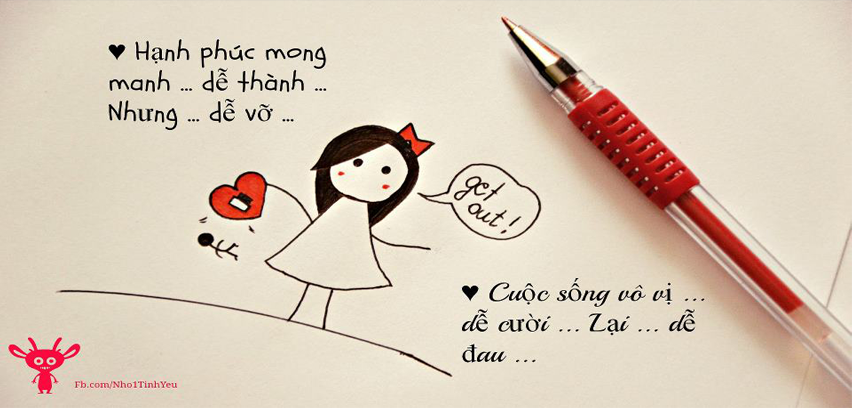 ♥ Hạnh phúc mong
manh ... dễ thành ...
Nhưng ... dễ vỡ ...
get
out!
♥ Cuộc sống vô vị ...
dễ cười ... Lại ... dễ
đau ...
Fb.com/Nho1TinhYeu